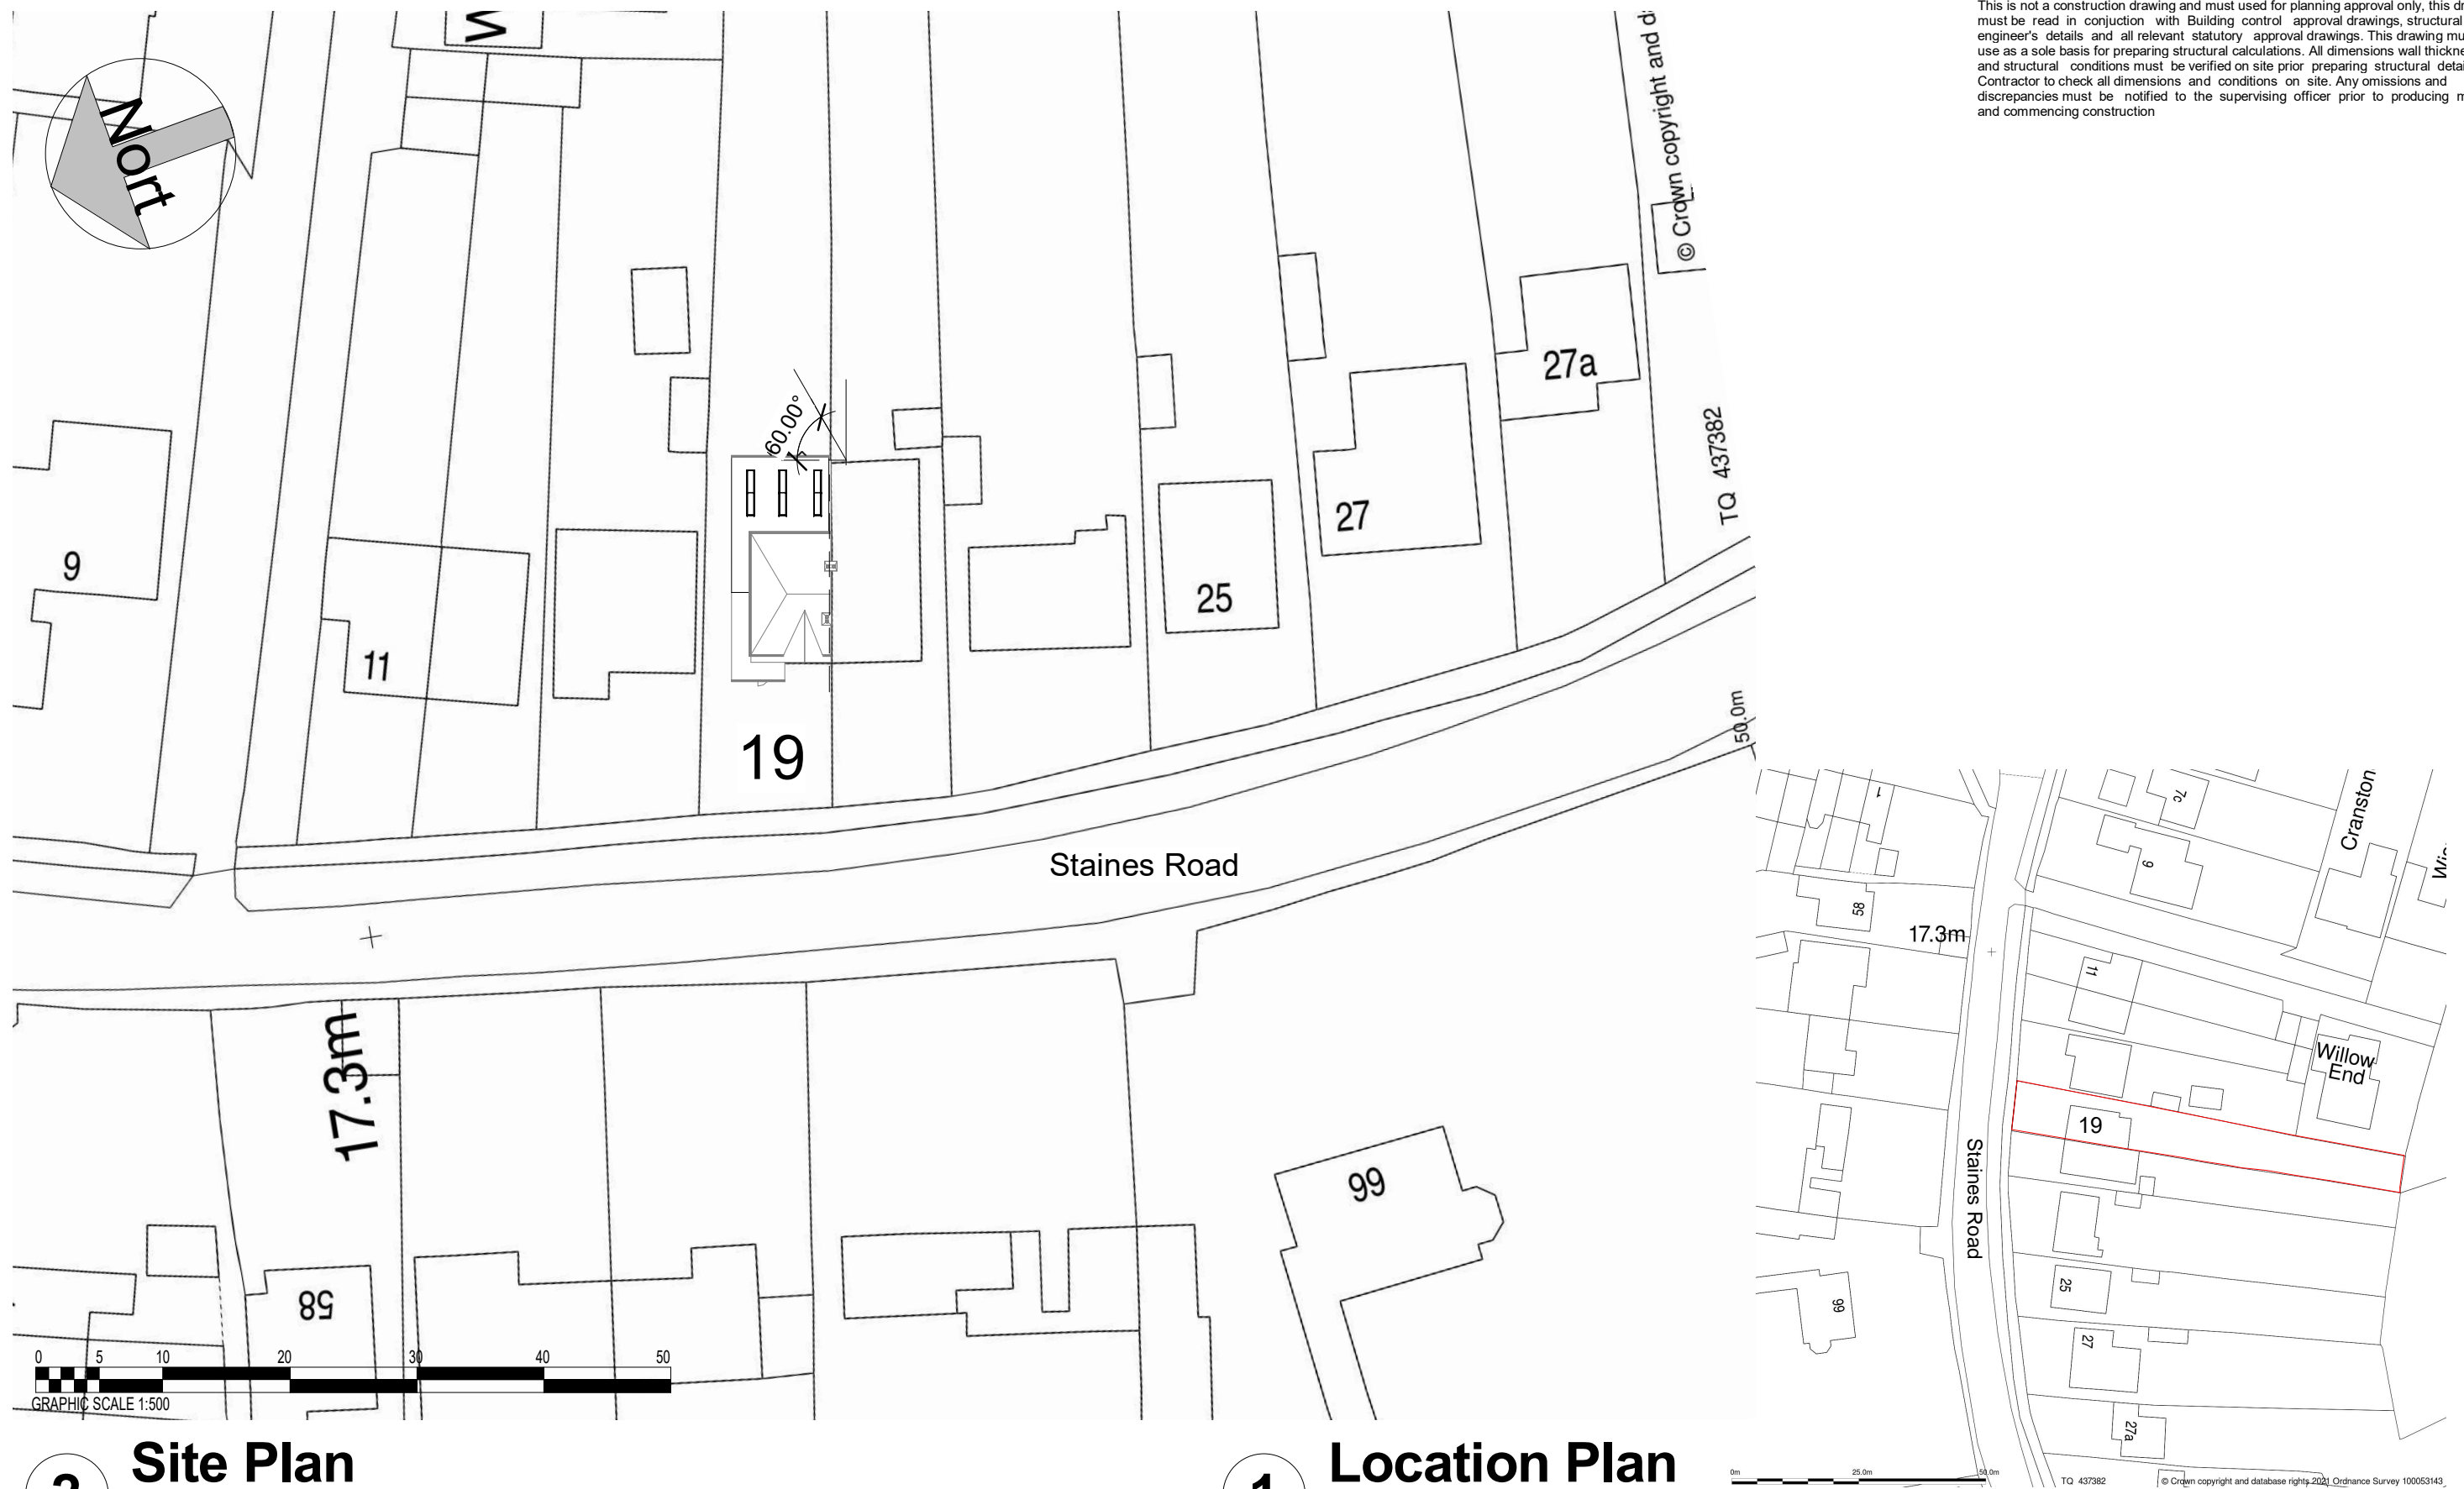 This is not a construction drawing and must used for planning approval only, this
must be read in conjuction with Building control approval drawings, structural
engineer's details and all relevant statutory approval drawings. This drawing
use as a sole basis for preparing structural calculations. All dimensions wall
and structural conditions must be verified on site prior preparing structural
Contractor to check all dimensions and conditions on site. Any omissions and
discrepancies must be notified to the supervising officer prior to producing
and commencing construction
Nort
W
© Crown copyright and
60.00°
27a
TQ 437382
27
9
25
11
19
50.0m
Staines Road
17.3m
99
58
0 5 10 20 30 40 50
GRAPHIC SCALE 1:500
2 Site Plan
1 Location Plan
1
7c
Cranston
9
58
17.3m
11
Willow
End
19
Staines Road
25
99
27
27a
0m 25.0m 50.0m
TQ 437382
© Crown copyright and database rights 2021 Ordnance Survey 100053143